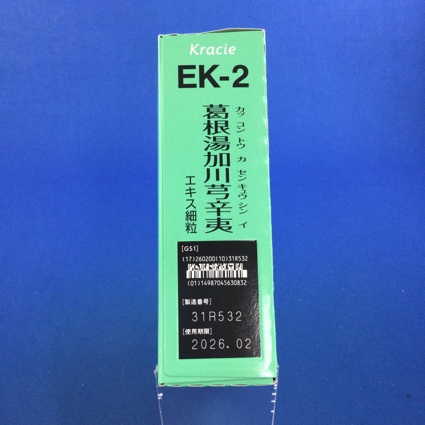 Kracie
EK-2
葛根湯加川芎辛夷
カッ コン トウ カ セン キュウ シン イ
エキス細粒
[GS1]
(17)260200(10)31R532
(01)14987045630832
[製造番号]
31R532
[使用期限]
2026.02